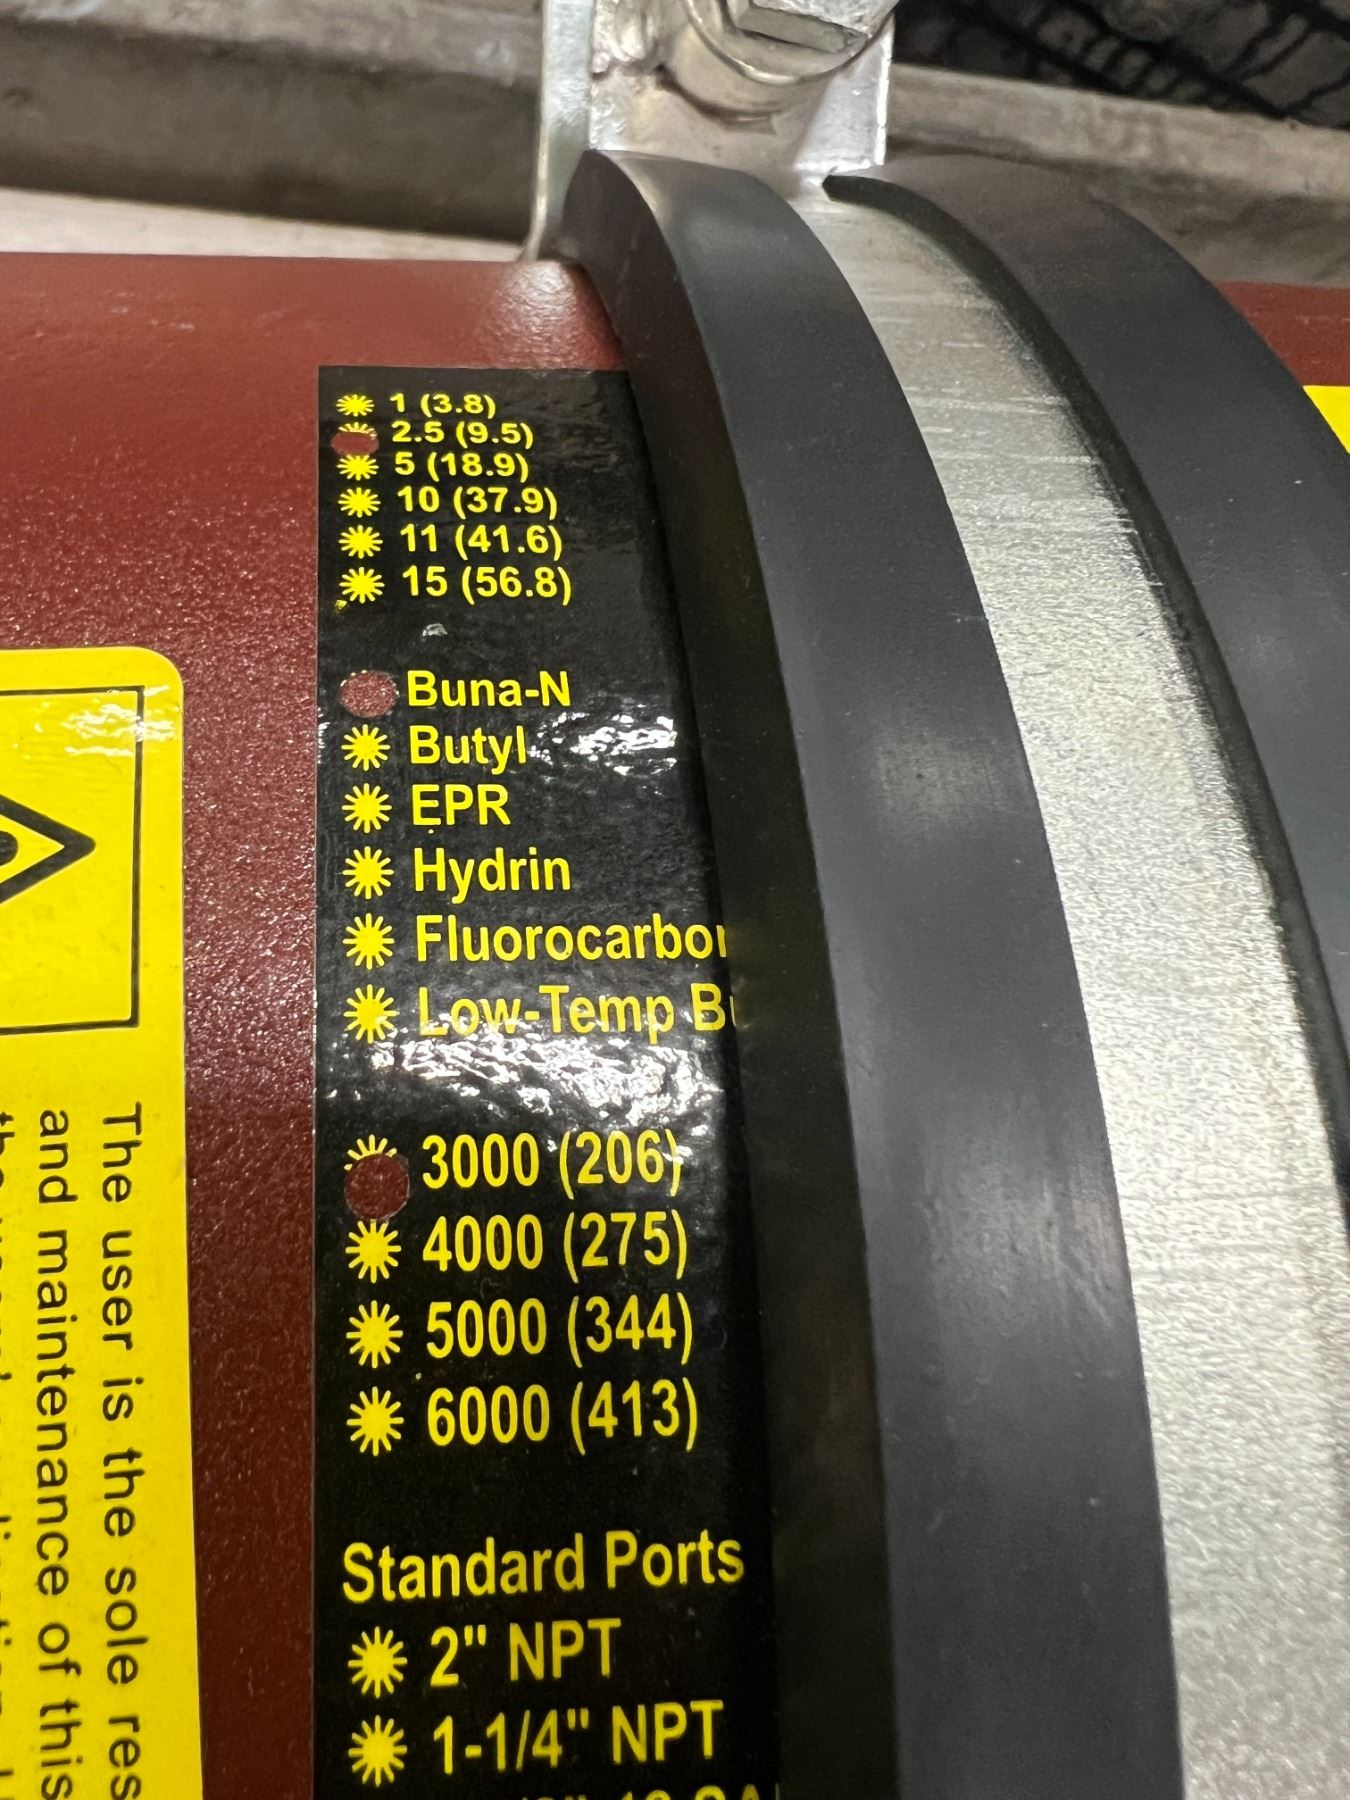 1 (3.8)
2.5 (9.5)
5 (18.9)
10 (37.9)
11 (41.6)
15 (56.8)
Buna-N
Butyl
EPR
Hydrin
Fluorocarbon
Low-Temp
3000 (206)
4000 (275)
5000 (344)
6000 (413)
Standard Ports
2" NPT
1-1/4" NPT
The user is the sole res
and maintenance of this